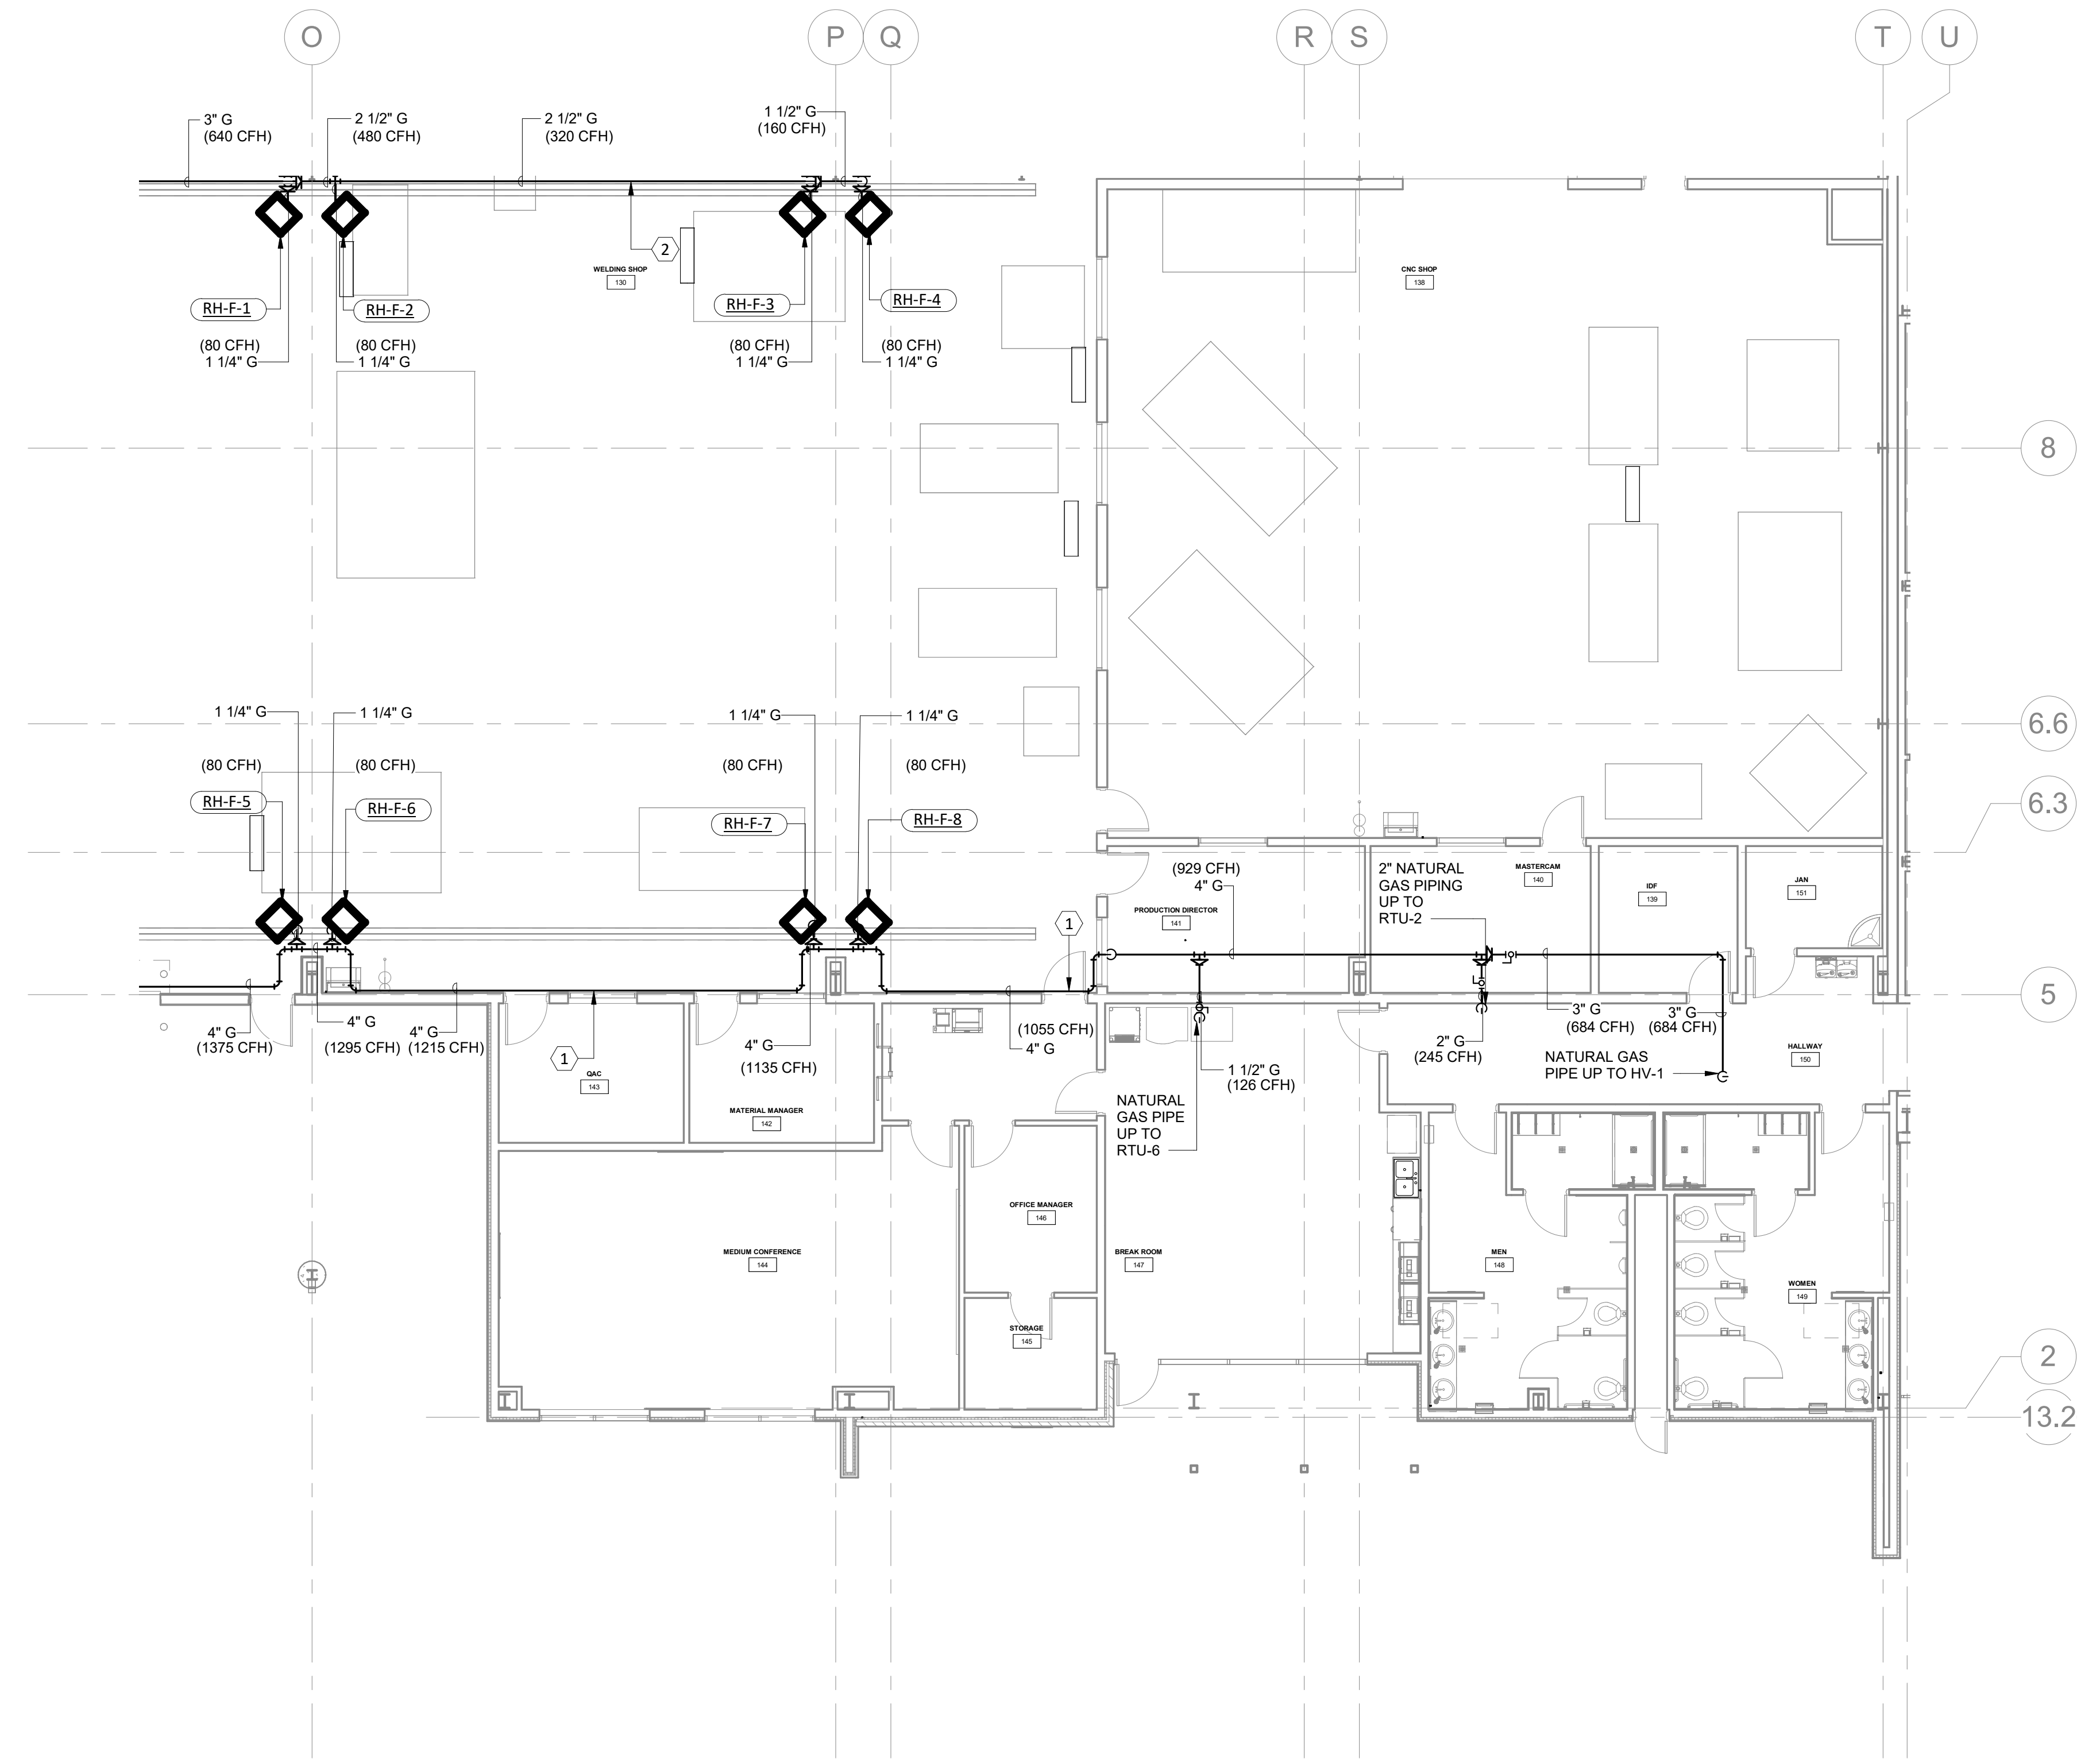 O
P
Q
R
S
T
U
3" G
(640 CFH)
2 1/2" G
(480 CFH)
2 1/2" G
(320 CFH)
1 1/2" G
(160 CFH)
2
WELDING SHOP
130
CNC SHOP
138
RH-F-1
RH-F-2
RH-F-3
RH-F-4
(80 CFH)
1 1/4" G
(80 CFH)
1 1/4" G
(80 CFH)
1 1/4" G
(80 CFH)
1 1/4" G
8
1 1/4" G
1 1/4" G
1 1/4" G
1 1/4" G
6.6
(80 CFH)
(80 CFH)
(80 CFH)
(80 CFH)
RH-F-5
RH-F-6
RH-F-7
RH-F-8
6.3
(929 CFH)
4" G
2" NATURAL
GAS PIPING
UP TO
RTU-2
MASTERCAM
140
IDF
139
JAN
151
PRODUCTION DIRECTOR
141
1
5
4" G
(1375 CFH)
4" G
(1295 CFH)
4" G
(1215 CFH)
4" G
(1135 CFH)
(1055 CFH)
4" G
2" G
(245 CFH)
3" G
(684 CFH)
3" G
(684 CFH)
1
QAC
143
NATURAL GAS
PIPE UP TO HV-1
HALLWAY
150
1 1/2" G
(126 CFH)
NATURAL
GAS PIPE
UP TO
RTU-6
MATERIAL MANAGER
142
OFFICE MANAGER
146
MEDIUM CONFERENCE
144
BREAK ROOM
147
MEN
148
WOMEN
149
STORAGE
145
2
13.2